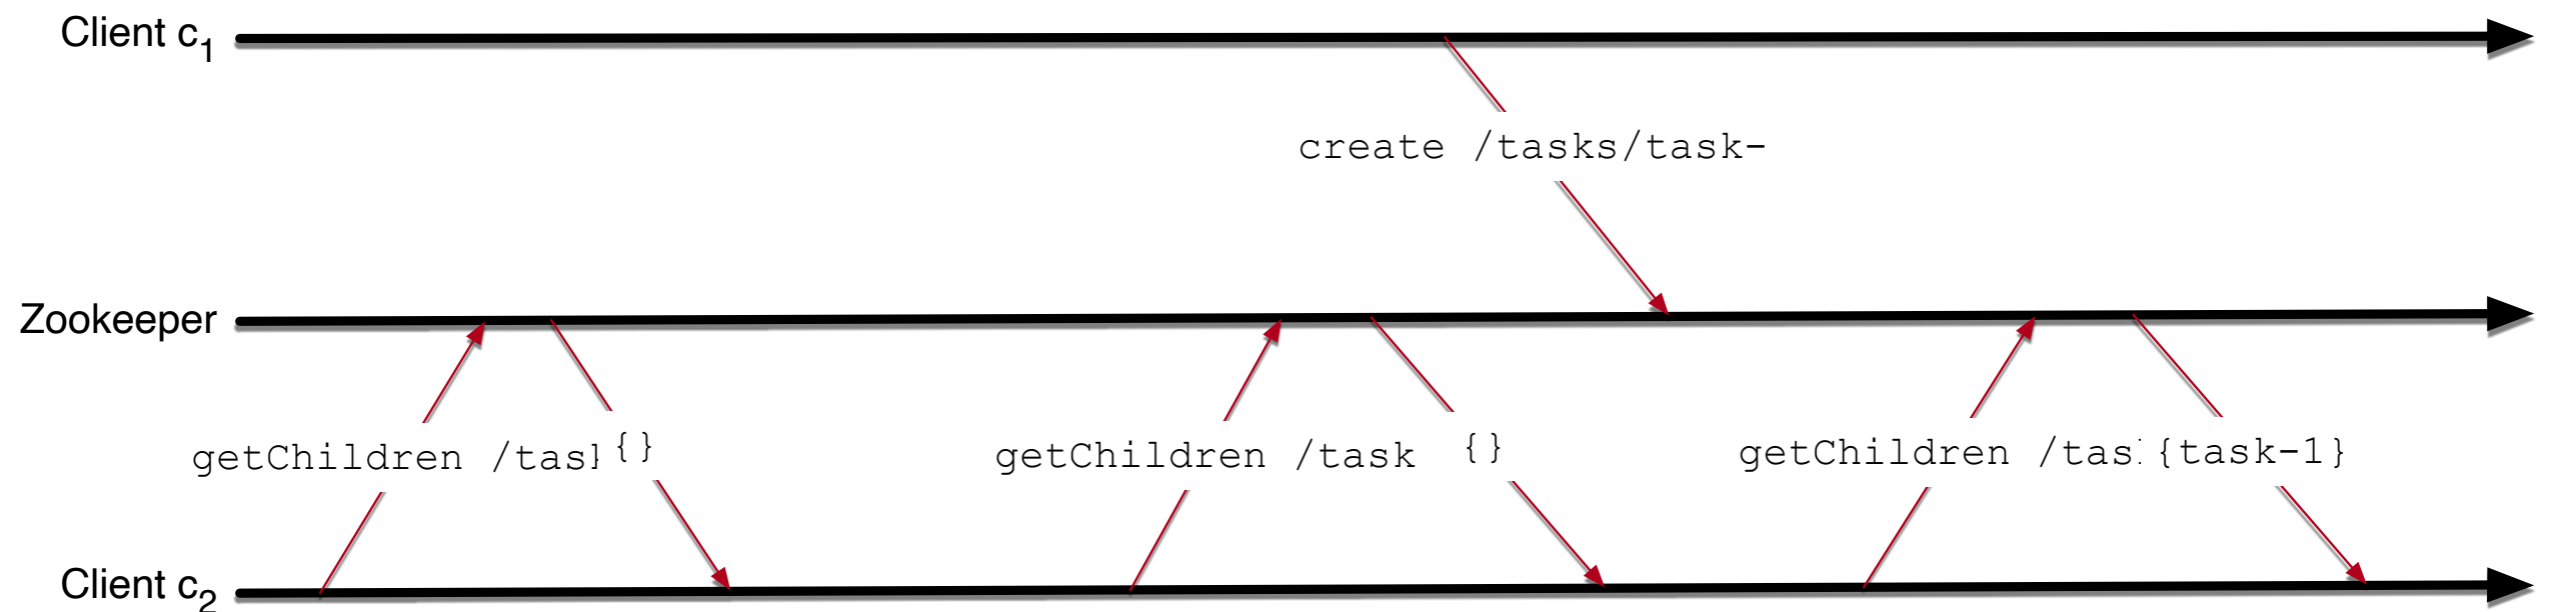 Client c1
create /tasks/task-
Zookeeper
getChildren /tas
{}
getChildren /task
{}
getChildren /tas
{task-1}
Client c2